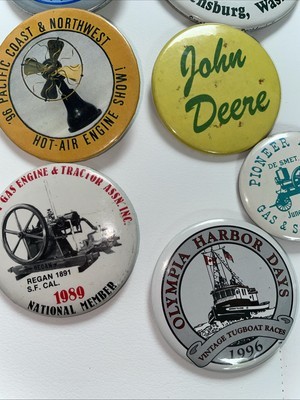 ensburg, Was
'96 PACIFIC COAST & NORTHWEST
HOT-AIR ENGINE SHOW!
John
Deere
PIONEER
DE SMET,
GAS & S
GAS ENGINE & TRACTOR ASSN. INC.
REGAN 1891
S.F. CAL.
1989
NATIONAL MEMBER
OLYMPIA HARBOR DAYS
VINTAGE TUGBOAT RACES
1996